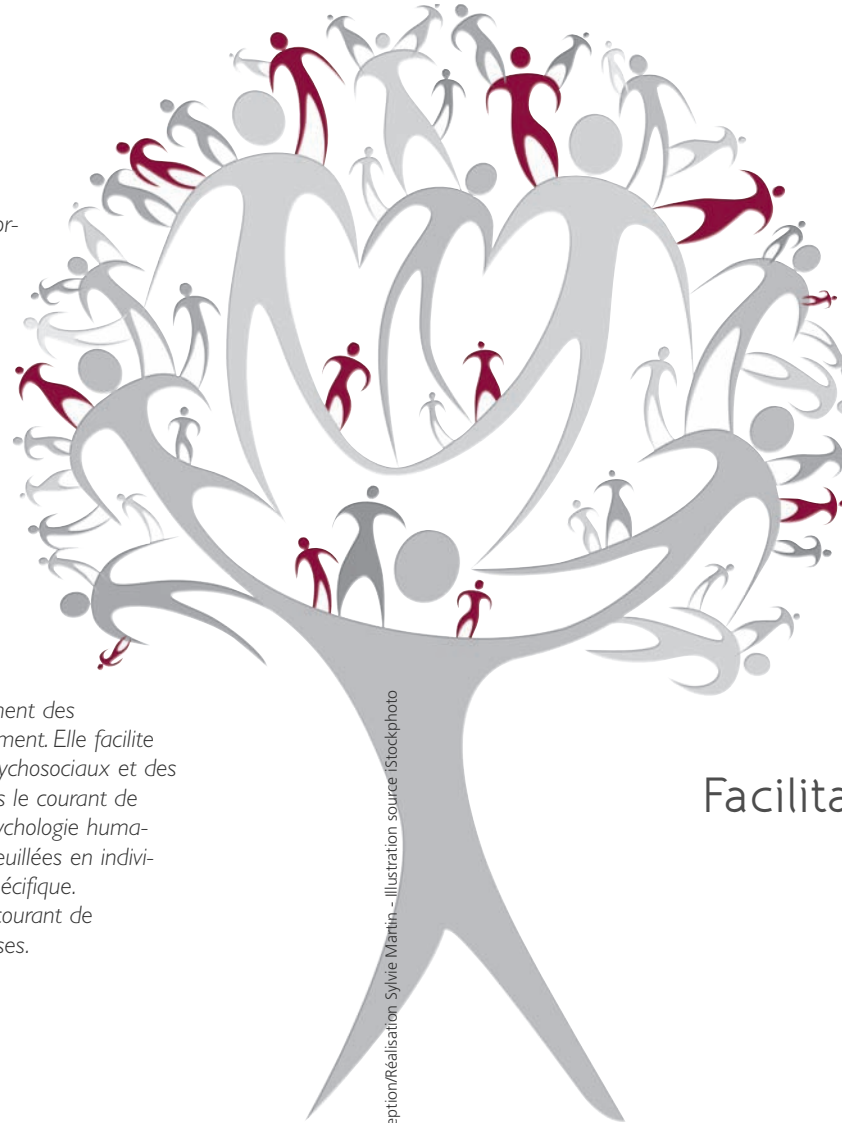 or-
ment des
ment. Elle facilite
ychosociaux et des
s le courant de
ychologie huma-
euillées en indivi-
écifique.
courant de
ses.
eption/Réalisation Sylvie Martin - Illustration source iStockphoto
Facilita